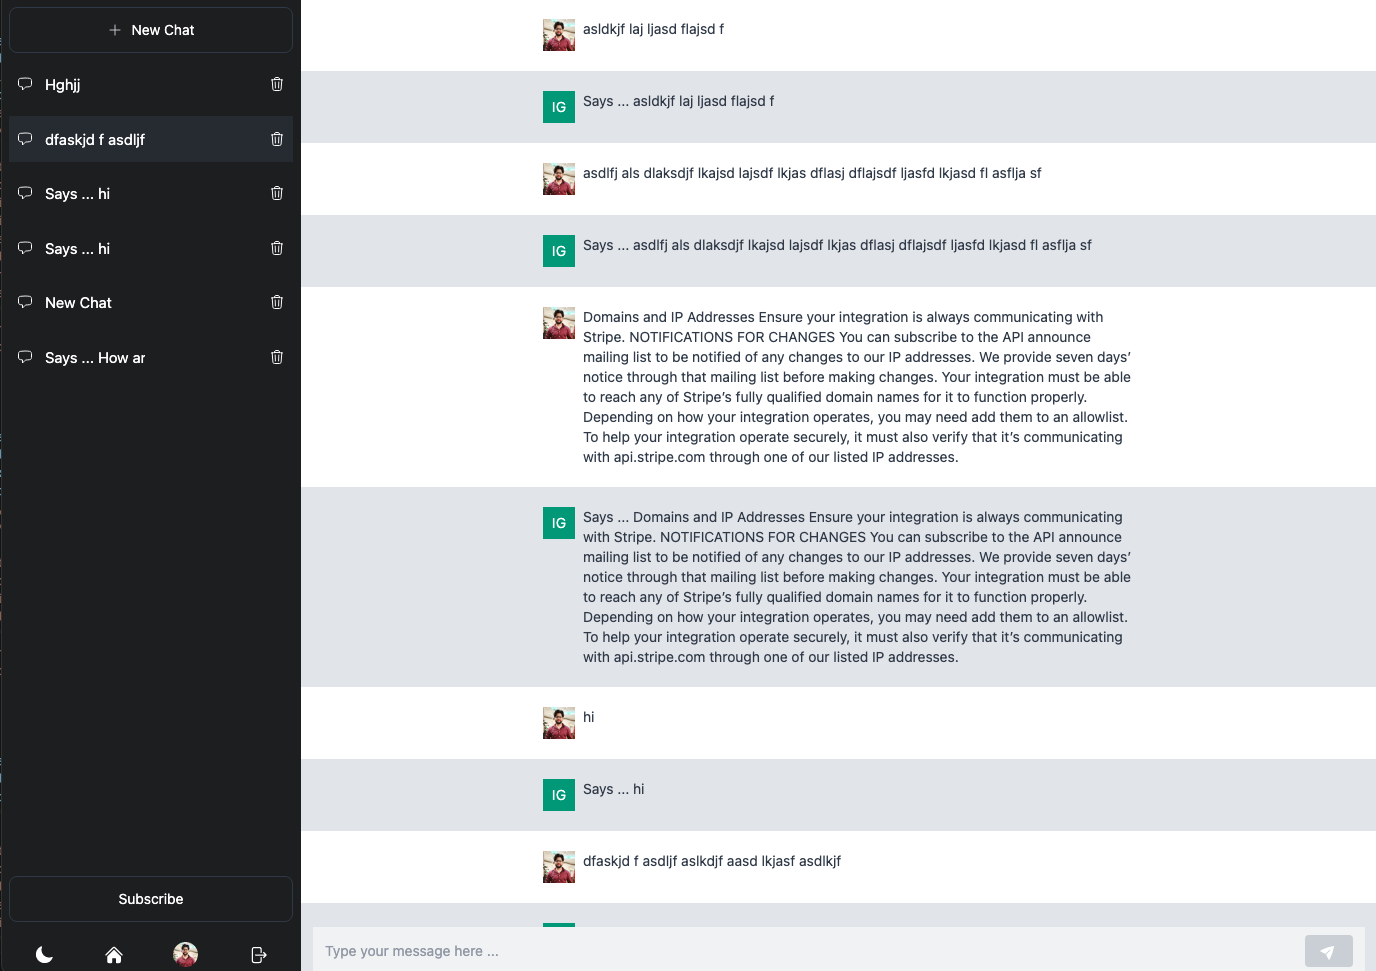 New Chat
Hghjj
dfaskjd f asdljf
Says ... hi
Says ... hi
New Chat
Says ... How ar
Subscribe
asldkjf laj ljasd flajsd f
IG
Says ... asldkjf laj ljasd flajsd f
asdlfj als dlaksdjf lkajsd lajsdf lkjas dflasj dflajsdf ljasfd lkjasd fl asflja sf
IG
Says ... asdlfj als dlaksdjf lkajsd lajsdf lkjas dflasj dflajsdf ljasfd lkjasd fl asflja sf
Domains and IP Addresses Ensure your integration is always communicating with
Stripe. NOTIFICATIONS FOR CHANGES You can subscribe to the API announce
mailing list to be notified of any changes to our IP addresses. We provide seven days’
notice through that mailing list before making changes. Your integration must be able
to reach any of Stripe’s fully qualified domain names for it to function properly.
Depending on how your integration operates, you may need add them to an allowlist.
To help your integration operate securely, it must also verify that it’s communicating
with api.stripe.com through one of our listed IP addresses.
IG
Says ... Domains and IP Addresses Ensure your integration is always communicating
with Stripe. NOTIFICATIONS FOR CHANGES You can subscribe to the API announce
mailing list to be notified of any changes to our IP addresses. We provide seven days’
notice through that mailing list before making changes. Your integration must be able
to reach any of Stripe’s fully qualified domain names for it to function properly.
Depending on how your integration operates, you may need add them to an allowlist.
To help your integration operate securely, it must also verify that it’s communicating
with api.stripe.com through one of our listed IP addresses.
hi
IG
Says ... hi
dfaskjd f asdljf aslkdjf aasd lkjasf asdlkjf
Type your message here ...